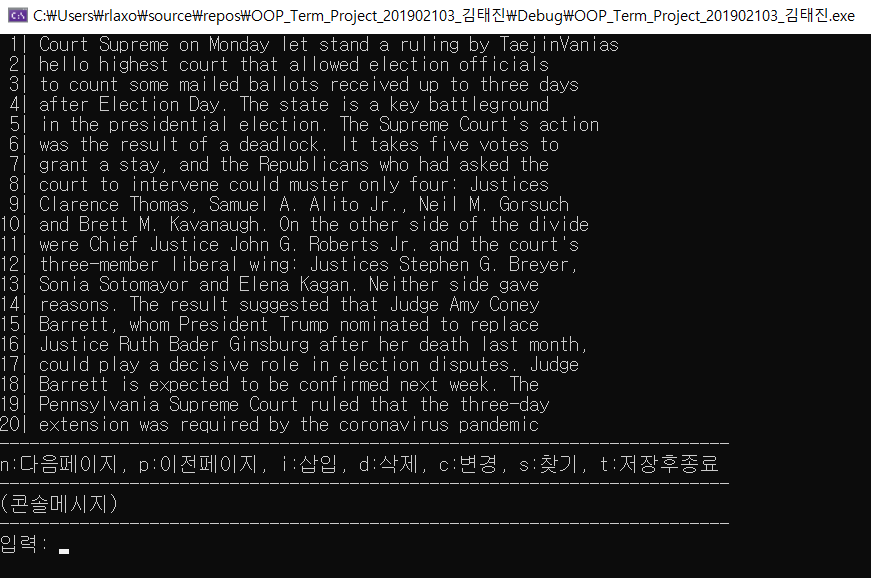 C:\Users\rlaxo\source\repos\OOP_Term_Project_201902103_김태진\Debug\OOP_Term_Project_201902103_김태진.exe
1| Court Supreme on Monday let stand a ruling by TaejinVanias
2| hello highest court that allowed election officials
3| to count some mailed ballots received up to three days
4| after Election Day. The state is a key battleground
5| in the presidential election. The Supreme Court's action
6| was the result of a deadlock. It takes five votes to
7| grant a stay, and the Republicans who had asked the
8| court to intervene could muster only four: Justices
9| Clarence Thomas, Samuel A. Alito Jr., Neil M. Gorsuch
10| and Brett M. Kavanaugh. On the other side of the divide
11| were Chief Justice John G. Roberts Jr. and the court's
12| three-member liberal wing: Justices Stephen G. Breyer,
13| Sonia Sotomayor and Elena Kagan. Neither side gave
14| reasons. The result suggested that Judge Amy Coney
15| Barrett, whom President Trump nominated to replace
16| Justice Ruth Bader Ginsburg after her death last month,
17| could play a decisive role in election disputes. Judge
18| Barrett is expected to be confirmed next week. The
19| Pennsylvania Supreme Court ruled that the three-day
20| extension was required by the coronavirus pandemic
n:다음페이지, p:이전페이지, i:삽입, d:삭제, c:변경, s:찾기, t:저장후종료
(콘솔메시지)
입력: